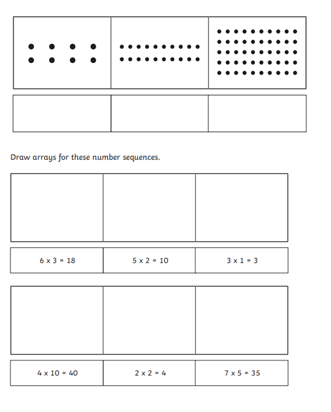 Draw arrays for these number sequences.
6 x 3 = 18
5 x 2 = 10
3 x 1 = 3
4 x 10 = 40
2 x 2 = 4
7 x 5 = 35